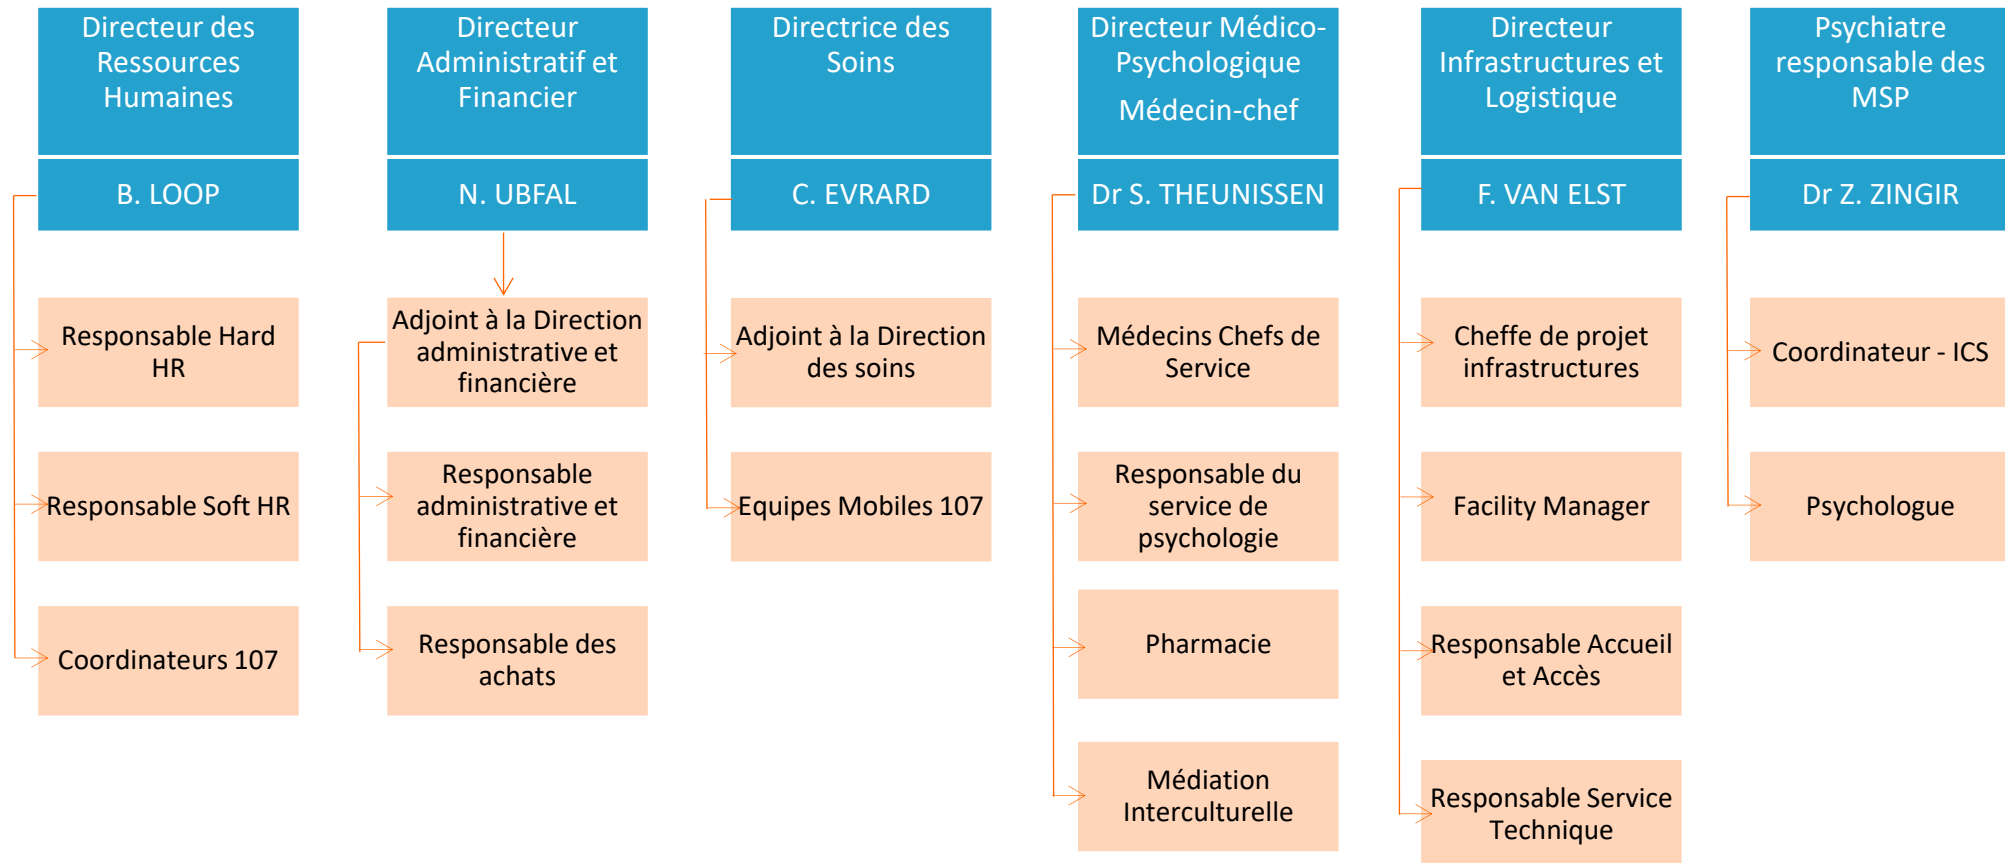 Directeur des
Ressources
Humaines
B. LOOP
Responsable Hard
HR
Responsable Soft HR
Coordinateurs 107
Directeur
Administratif et
Financier
N. UBFAL
Adjoint à la Direction
administrative et
financière
Responsable
administrative et
financière
Responsable des
achats
Directrice des
Soins
C. EVRARD
Adjoint à la Direction
des soins
Equipes Mobiles 107
Directeur Médico-
Psychologique
Médecin-chef
Dr S. THEUNISSEN
Médecins Chefs de
Service
Responsable du
service de
psychologie
Pharmacie
Médiation
Interculturelle
Directeur
Infrastructures et
Logistique
F. VAN ELST
Cheffe de projet
infrastructures
Facility Manager
Responsable Accueil
et Accès
Responsable Service
Technique
Psychiatre
responsable des
MSP
Dr Z. ZINGIR
Coordinateur - ICS
Psychologue